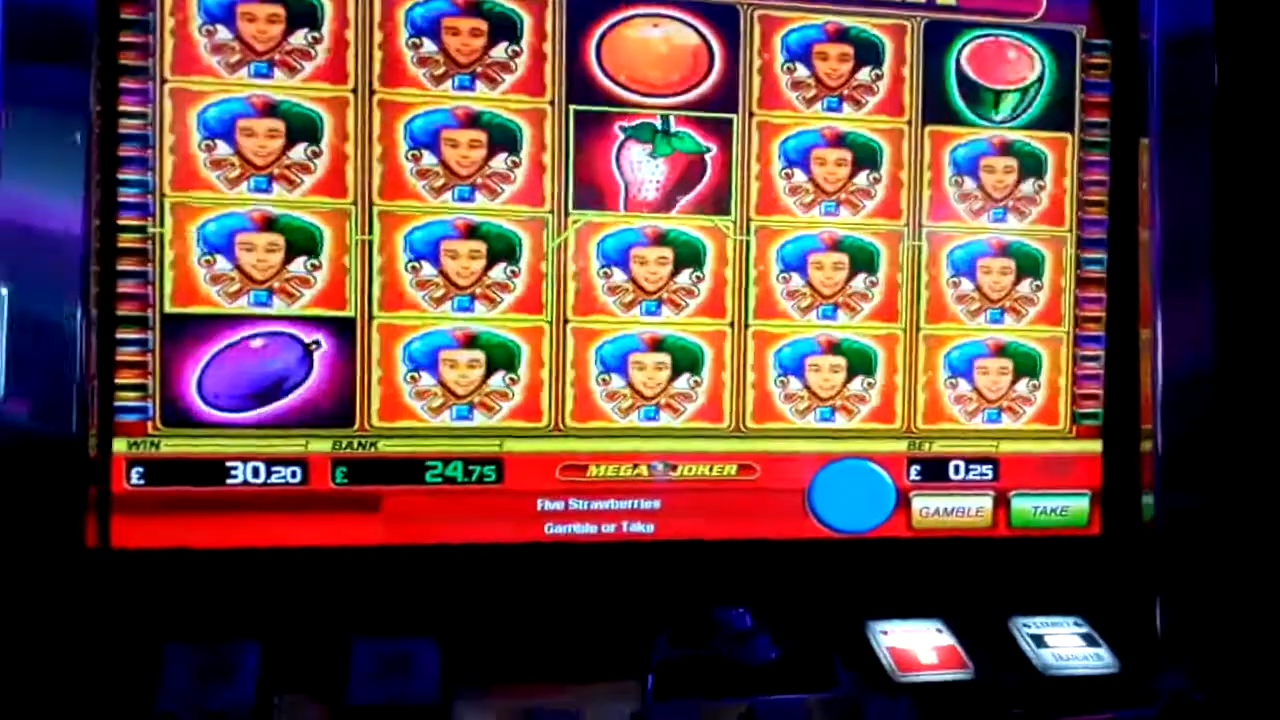 WIN BANK BET
£ 30.20 £ 24.75 MEGA JOKER £ 0.25
Five Strawberries
GAMBLE TAKE
Gamble or Take